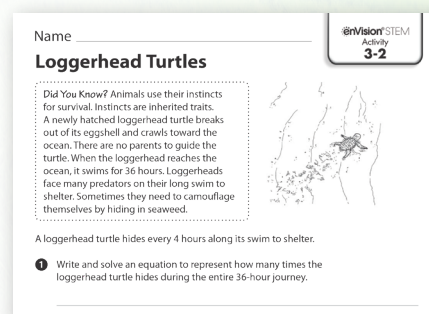 Name
ënVision® STEM
Activity
3-2
Loggerhead Turtles
Did You Know? Animals use their instincts
for survival. Instincts are inherited traits.
A newly hatched loggerhead turtle breaks
out of its eggshell and crawls toward the
ocean. There are no parents to guide the
turtle. When the loggerhead reaches the
ocean, it swims for 36 hours. Loggerheads
face many predators on their long swim to
shelter. Sometimes they need to camouflage
themselves by hiding in seaweed.
A loggerhead turtle hides every 4 hours along its swim to shelter.
1 Write and solve an equation to represent how many times the
loggerhead turtle hides during the entire 36-hour journey.